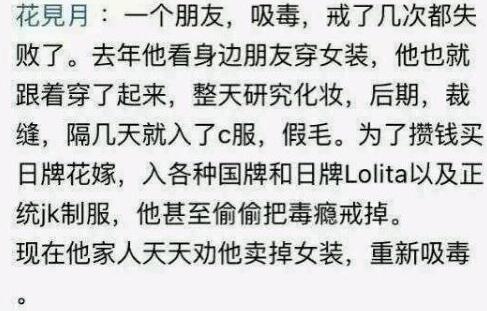 花見月：一个朋友，吸毒，戒了几次都失
败了。去年他看身边朋友穿女装，他也就
跟着穿了起来，整天研究化妆，后期，裁
缝，隔几天就入了c服，假毛。为了攒钱买
日牌花嫁，入各种国牌和日牌Lolita以及正
统jk制服，他甚至偷偷把毒瘾戒掉。
现在他家人天天劝他卖掉女装，重新吸毒
。